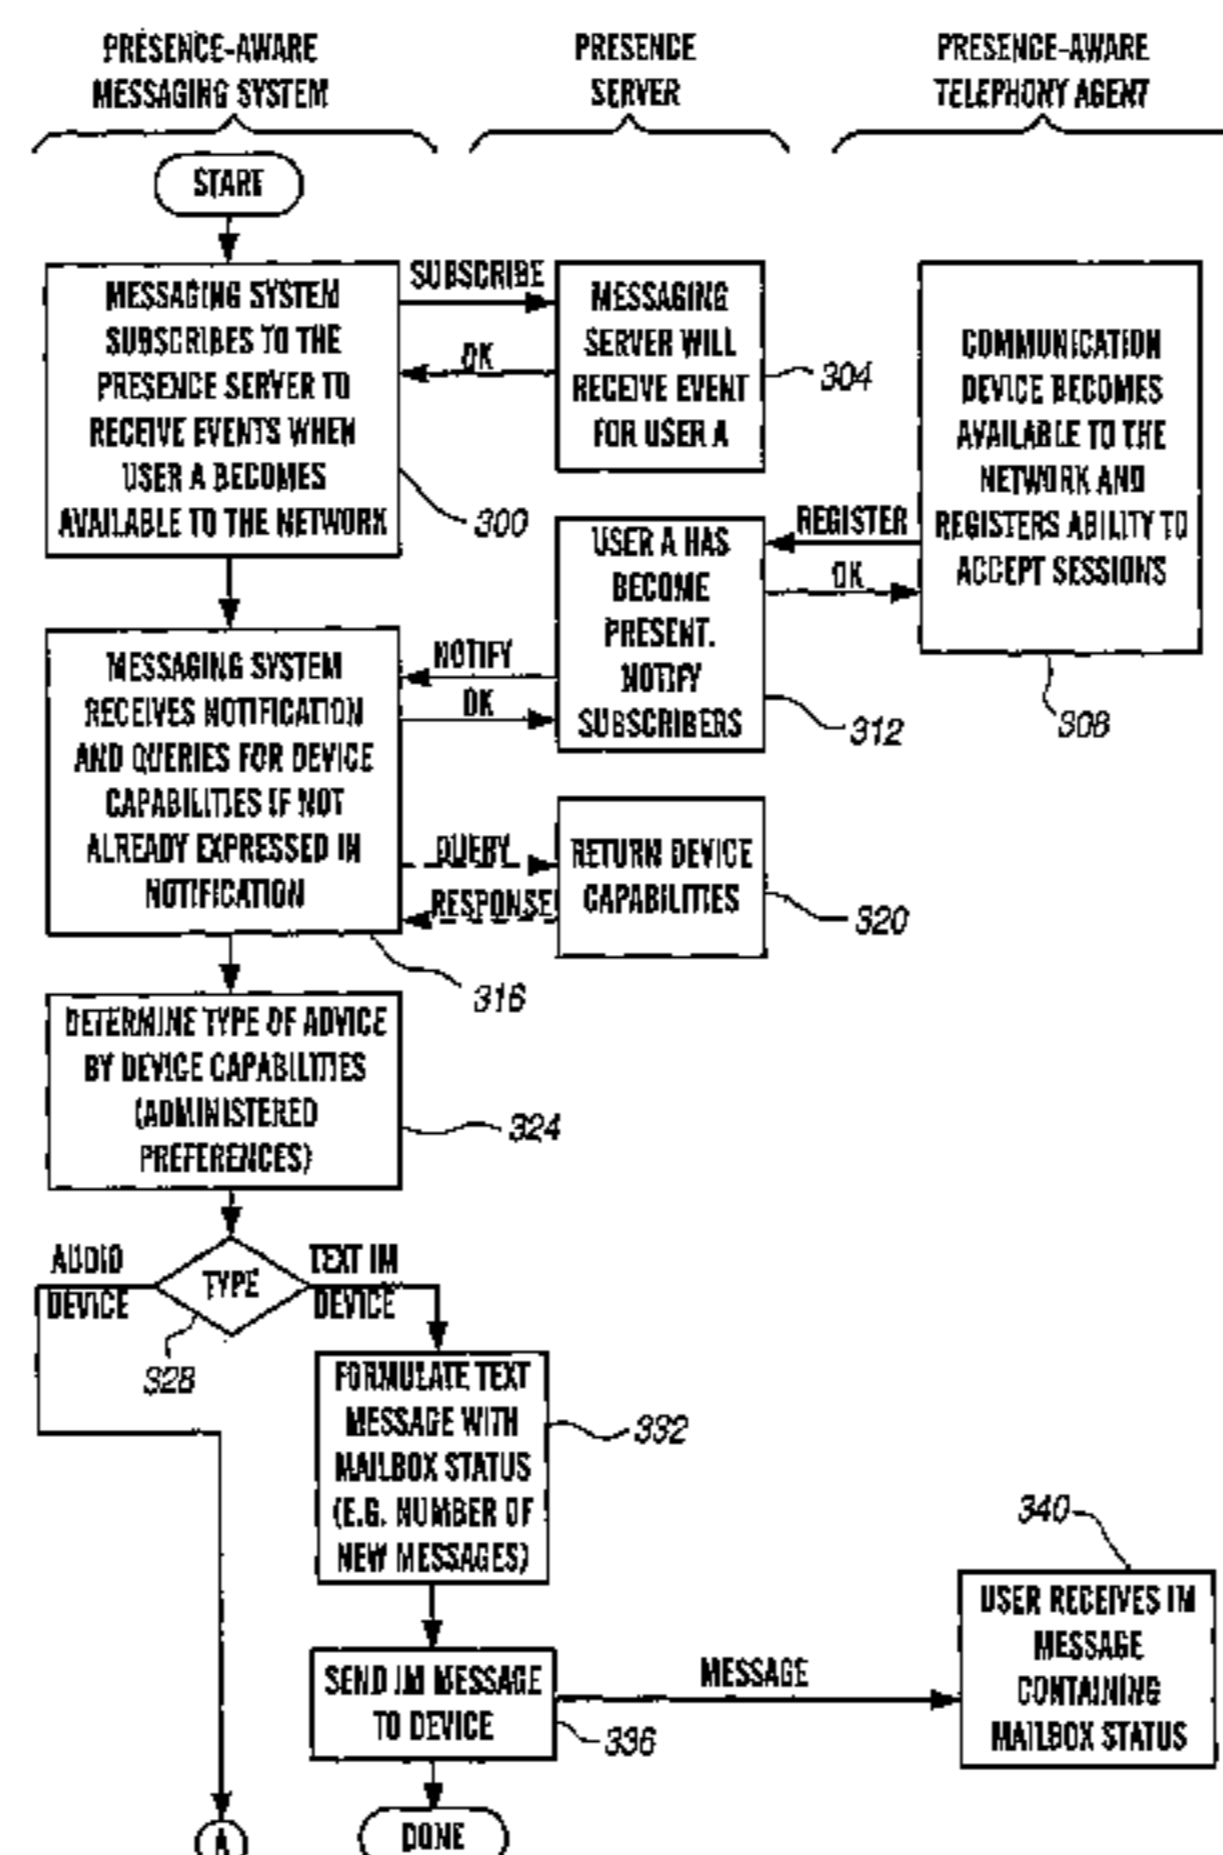 PRESENCE-AWARE
MESSAGING SYSTEM
PRESENCE
SERVER
PRESENCE-AWARE
TELEPHONY AGENT
START
MESSAGING SYSTEM
SUBSCRIBES TO THE
PRESENCE SERVER TO
RECEIVE EVENTS WHEN
USER A BECOMES
AVAILABLE TO THE NETWORK
300
SUBSCRIBE
OK
MESSAGING
SERVER WILL
RECEIVE EVENT
FOR USER A
304
COMMUNICATION
DEVICE BECOMES
AVAILABLE TO THE
NETWORK AND
REGISTERS ABILITY TO
ACCEPT SESSIONS
308
REGISTER
OK
USER A HAS
BECOME
PRESENT.
NOTIFY
SUBSCRIBERS
312
NOTIFY
OK
MESSAGING SYSTEM
RECEIVES NOTIFICATION
AND QUERIES FOR DEVICE
CAPABILITIES IF NOT
ALREADY EXPRESSED IN
NOTIFICATION
316
QUERY
RESPONSE
RETURN DEVICE
CAPABILITIES
320
DETERMINE TYPE OF ADVICE
BY DEVICE CAPABILITIES
(ADMINISTERED
PREFERENCES)
324
AUDIO
DEVICE
TYPE
328
TEXT IM
DEVICE
FORMULATE TEXT
MESSAGE WITH
MAILBOX STATUS
(E.G. NUMBER OF
NEW MESSAGES)
332
SEND IM MESSAGE
TO DEVICE
336
MESSAGE
340
USER RECEIVES IM
MESSAGE
CONTAINING
MAILBOX STATUS
A
DONE